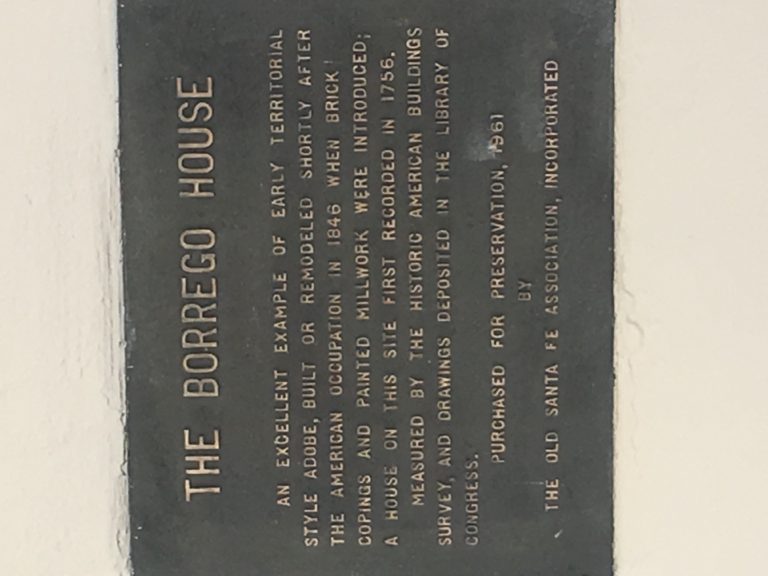 THE BORREGO HOUSE
AN EXCELLENT EXAMPLE OF EARLY TERRITORIAL
STYLE ADOBE, BUILT OR REMODELED SHORTLY AFTER
THE AMERICAN OCCUPATION IN 1846 WHEN BRICK
COPINGS AND PAINTED MILLWORK WERE INTRODUCED;
A HOUSE ON THIS SITE FIRST RECORDED IN 1756.
MEASURED BY THE HISTORIC AMERICAN BUILDINGS
SURVEY, AND DRAWINGS DEPOSITED IN THE LIBRARY OF
CONGRESS.
PURCHASED FOR PRESERVATION, 1961
BY
THE OLD SANTA FE ASSOCIATION, INCORPORATED